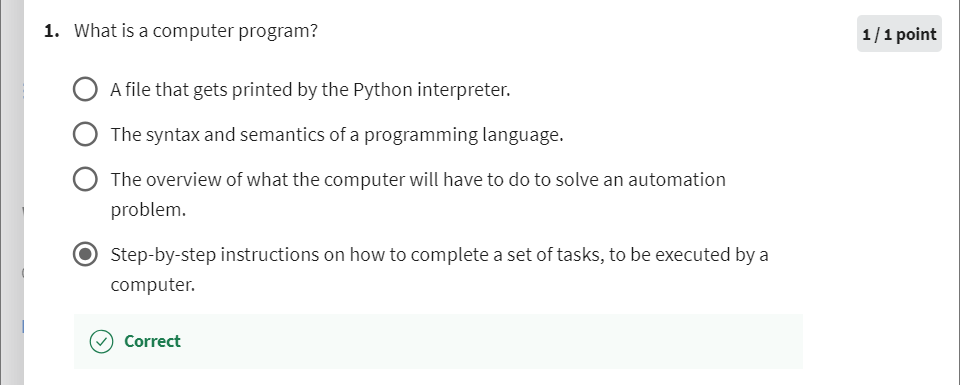 1. What is a computer program?
1 / 1 point
A file that gets printed by the Python interpreter.
The syntax and semantics of a programming language.
The overview of what the computer will have to do to solve an automation
problem.
Step-by-step instructions on how to complete a set of tasks, to be executed by a
computer.
Correct